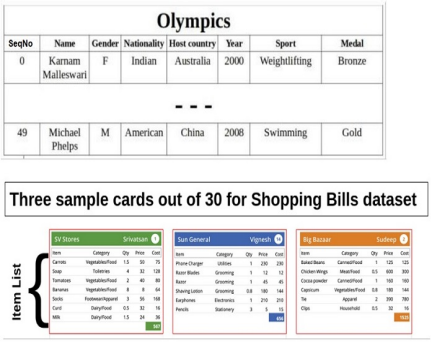 Olympics
SeqNo Name Gender Nationality Host country Year Sport Medal
0 Karnam Malleswari F Indian Australia 2000 Weightlifting Bronze
- - -
49 Michael Phelps M American China 2008 Swimming Gold
Three sample cards out of 30 for Shopping Bills dataset
Item List
SV Stores Srivatsan 1
Item Category Qty Price Cost
Carrots Vegetables/Food 1.5 50 75
Soap Toiletries 4 32 128
Tomatoes Vegetables/Food 2 40 80
Bananas Vegetables/Food 8 8 64
Socks Footwear/Apparel 3 56 168
Curd Dairy/Food 0.5 32 16
Milk Dairy/Food 1.5 24 36
567
Sun General Vignesh
Item Category Qty Price Cost
Phone Charger Utilities 1 230 230
Razor Blades Grooming 1 12 12
Razor Grooming 1 45 45
Shaving Lotion Grooming 0.8 180 144
Earphones Electronics 1 210 210
Pencils Stationery 3 5 15
656
Big Bazaar Sudeep 2
Item Category Qty Price Cost
Baked Beans Canned/Food 1 125 125
Chicken Wings Meat/Food 0.5 600 300
Cocoa powder Canned/Food 1 160 160
Capsicum Vegetables/Food 0.8 180 144
Tie Apparel 2 390 780
Clips Household 0.5 32 16
1525